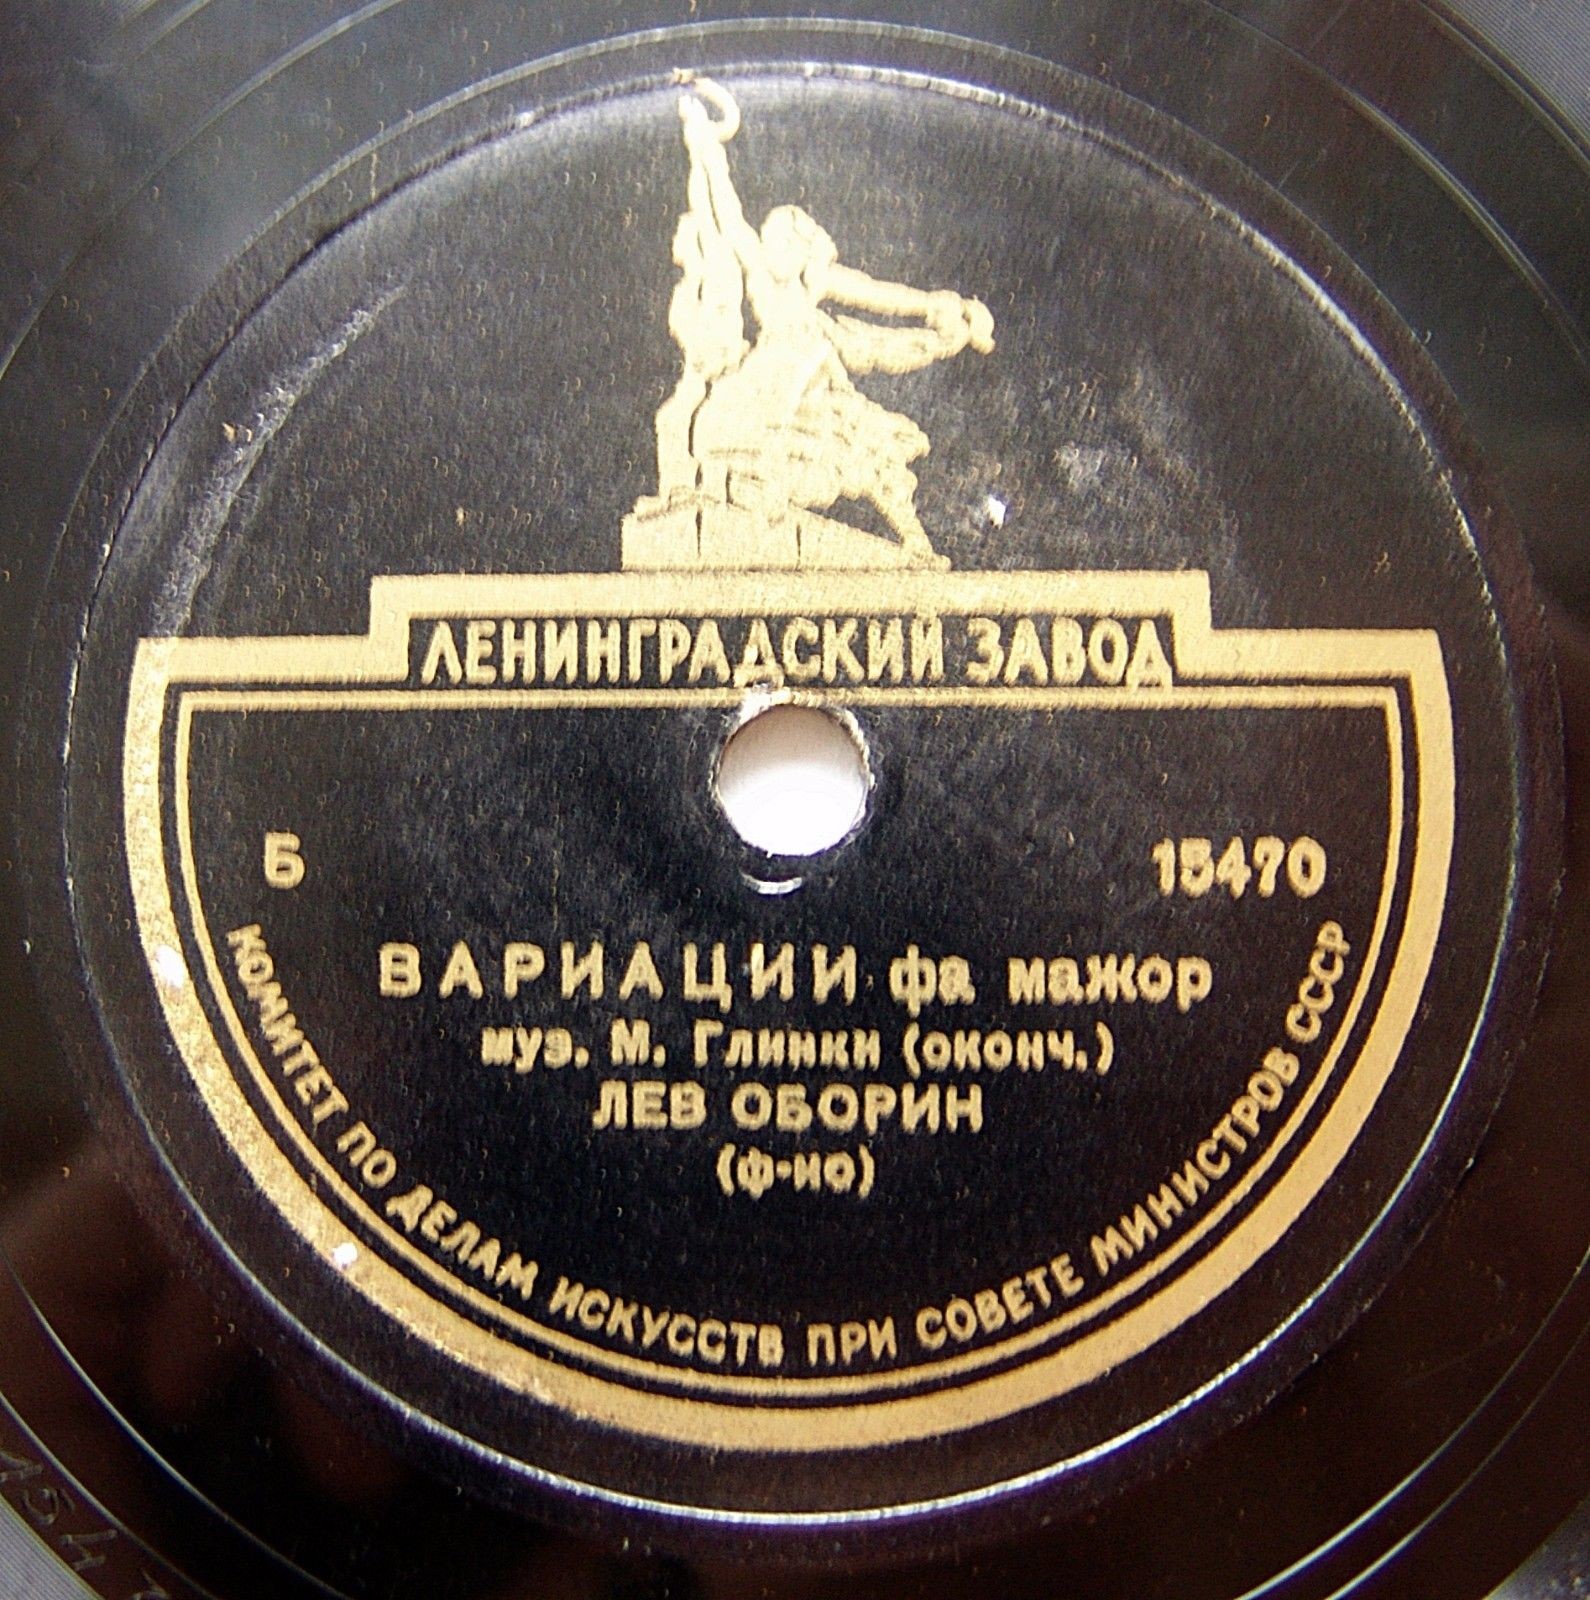 ЛЕНИНГРАДСКИЙ ЗАВОД
Б 15470
ВАРИАЦИИ фа мажор
муз. М. Глинки (оконч.)
ЛЕВ ОБОРИН
(ф-но)
КОМИТЕТ ПО ДЕЛАМ ИСКУССТВ ПРИ СОВЕТЕ МИНИСТРОВ СССР